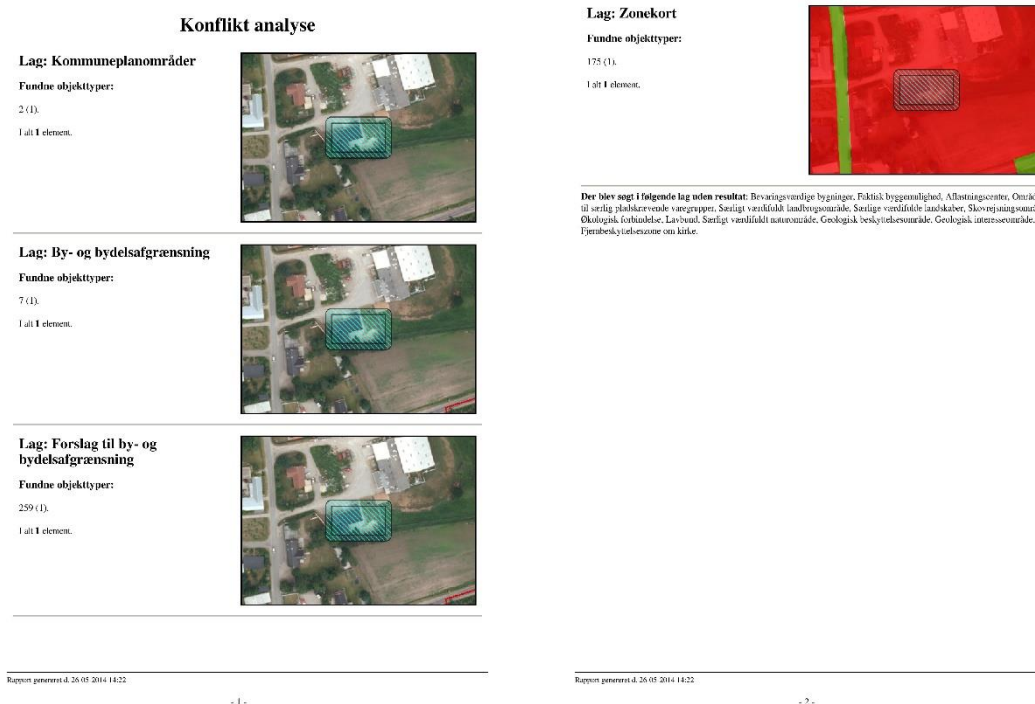 Konflikt analyse
Lag: Kommuneplanområder
Fundne objekttyper:
2 (1).
I alt 1 element.
Lag: By- og bydelsafgrænsning
Fundne objekttyper:
7 (1).
I alt 1 element.
Lag: Forslag til by- og
bydelsafgrænsning
Fundne objekttyper:
259 (1).
I alt 1 element.
Rapport genereret d. 26 05 2014 14:22
- 1 -
Lag: Zonekort
Fundne objekttyper:
175 (1).
I alt 1 element.
Der blev søgt i følgende lag uden resultat: Bevaringsværdige bygninger, Faktisk byggemulighed, Aflastningscenter, Områd
til særlig pladskrævende varegrupper, Særligt værdifuldt landbrugsområde, Særlige værdifulde landskaber, Skovrejsningsområ
Økologisk forbindelse, Lavbund, Særligt værdifuldt naturområde, Geologisk beskyttelsesområde, Geologisk interesseområde,
Fjernbeskyttelseszone om kirke.
Rapport genereret d. 26 05 2014 14:22
- 2 -